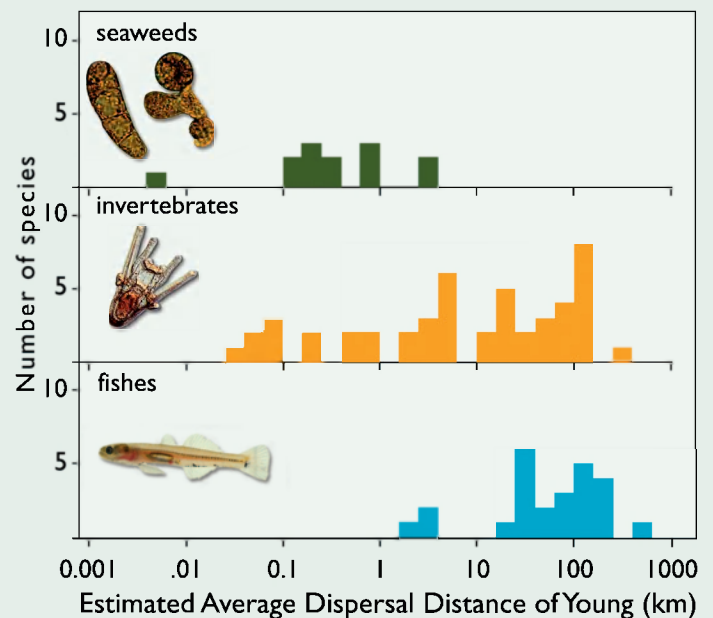 Number of species
10
seaweeds
5
10
invertebrates
5
10
fishes
5
0.001 .01 0.1 1 10 100 1000
Estimated Average Dispersal Distance of Young (km)